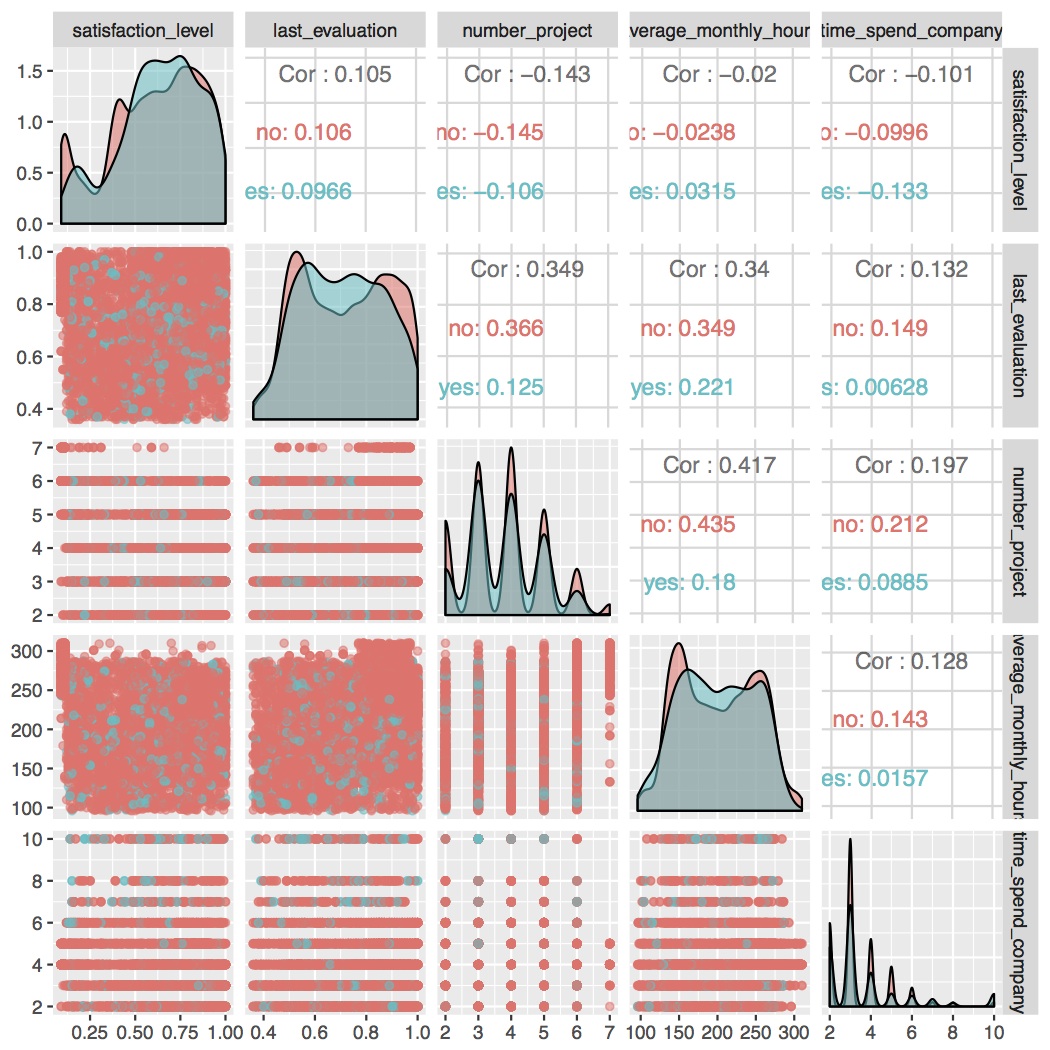 satisfaction_level last_evaluation number_project verage_monthly_hour time_spend_company
1.5
1.0
0.5
0.0
Cor : 0.105
no: 0.106
es: 0.0966
Cor : −0.143
no: −0.145
es: −0.106
Cor : −0.02
o: −0.0238
es: 0.0315
Cor : −0.101
o: −0.0996
es: −0.133
satisfaction_level
1.0
0.8
0.6
0.4
Cor : 0.349
no: 0.366
yes: 0.125
Cor : 0.34
no: 0.349
yes: 0.221
Cor : 0.132
no: 0.149
s: 0.00628
last_evaluation
7
6
5
4
3
2
Cor : 0.417
no: 0.435
yes: 0.18
Cor : 0.197
no: 0.212
es: 0.0885
number_project
300
250
200
150
100
Cor : 0.128
no: 0.143
es: 0.0157
verage_monthly_hour
10
8
6
4
2
time_spend_company
0.25 0.50 0.75 1.00 0.4 0.6 0.8 1.0 2 3 4 5 6 7 100 150 200 250 300 2 4 6 8 10